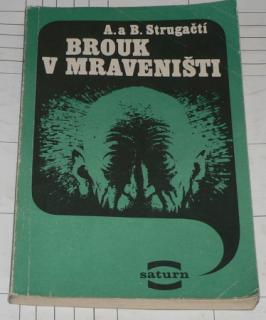 A. a B. Strugačtí
BROUK
V MRAVENIŠTI
saturn